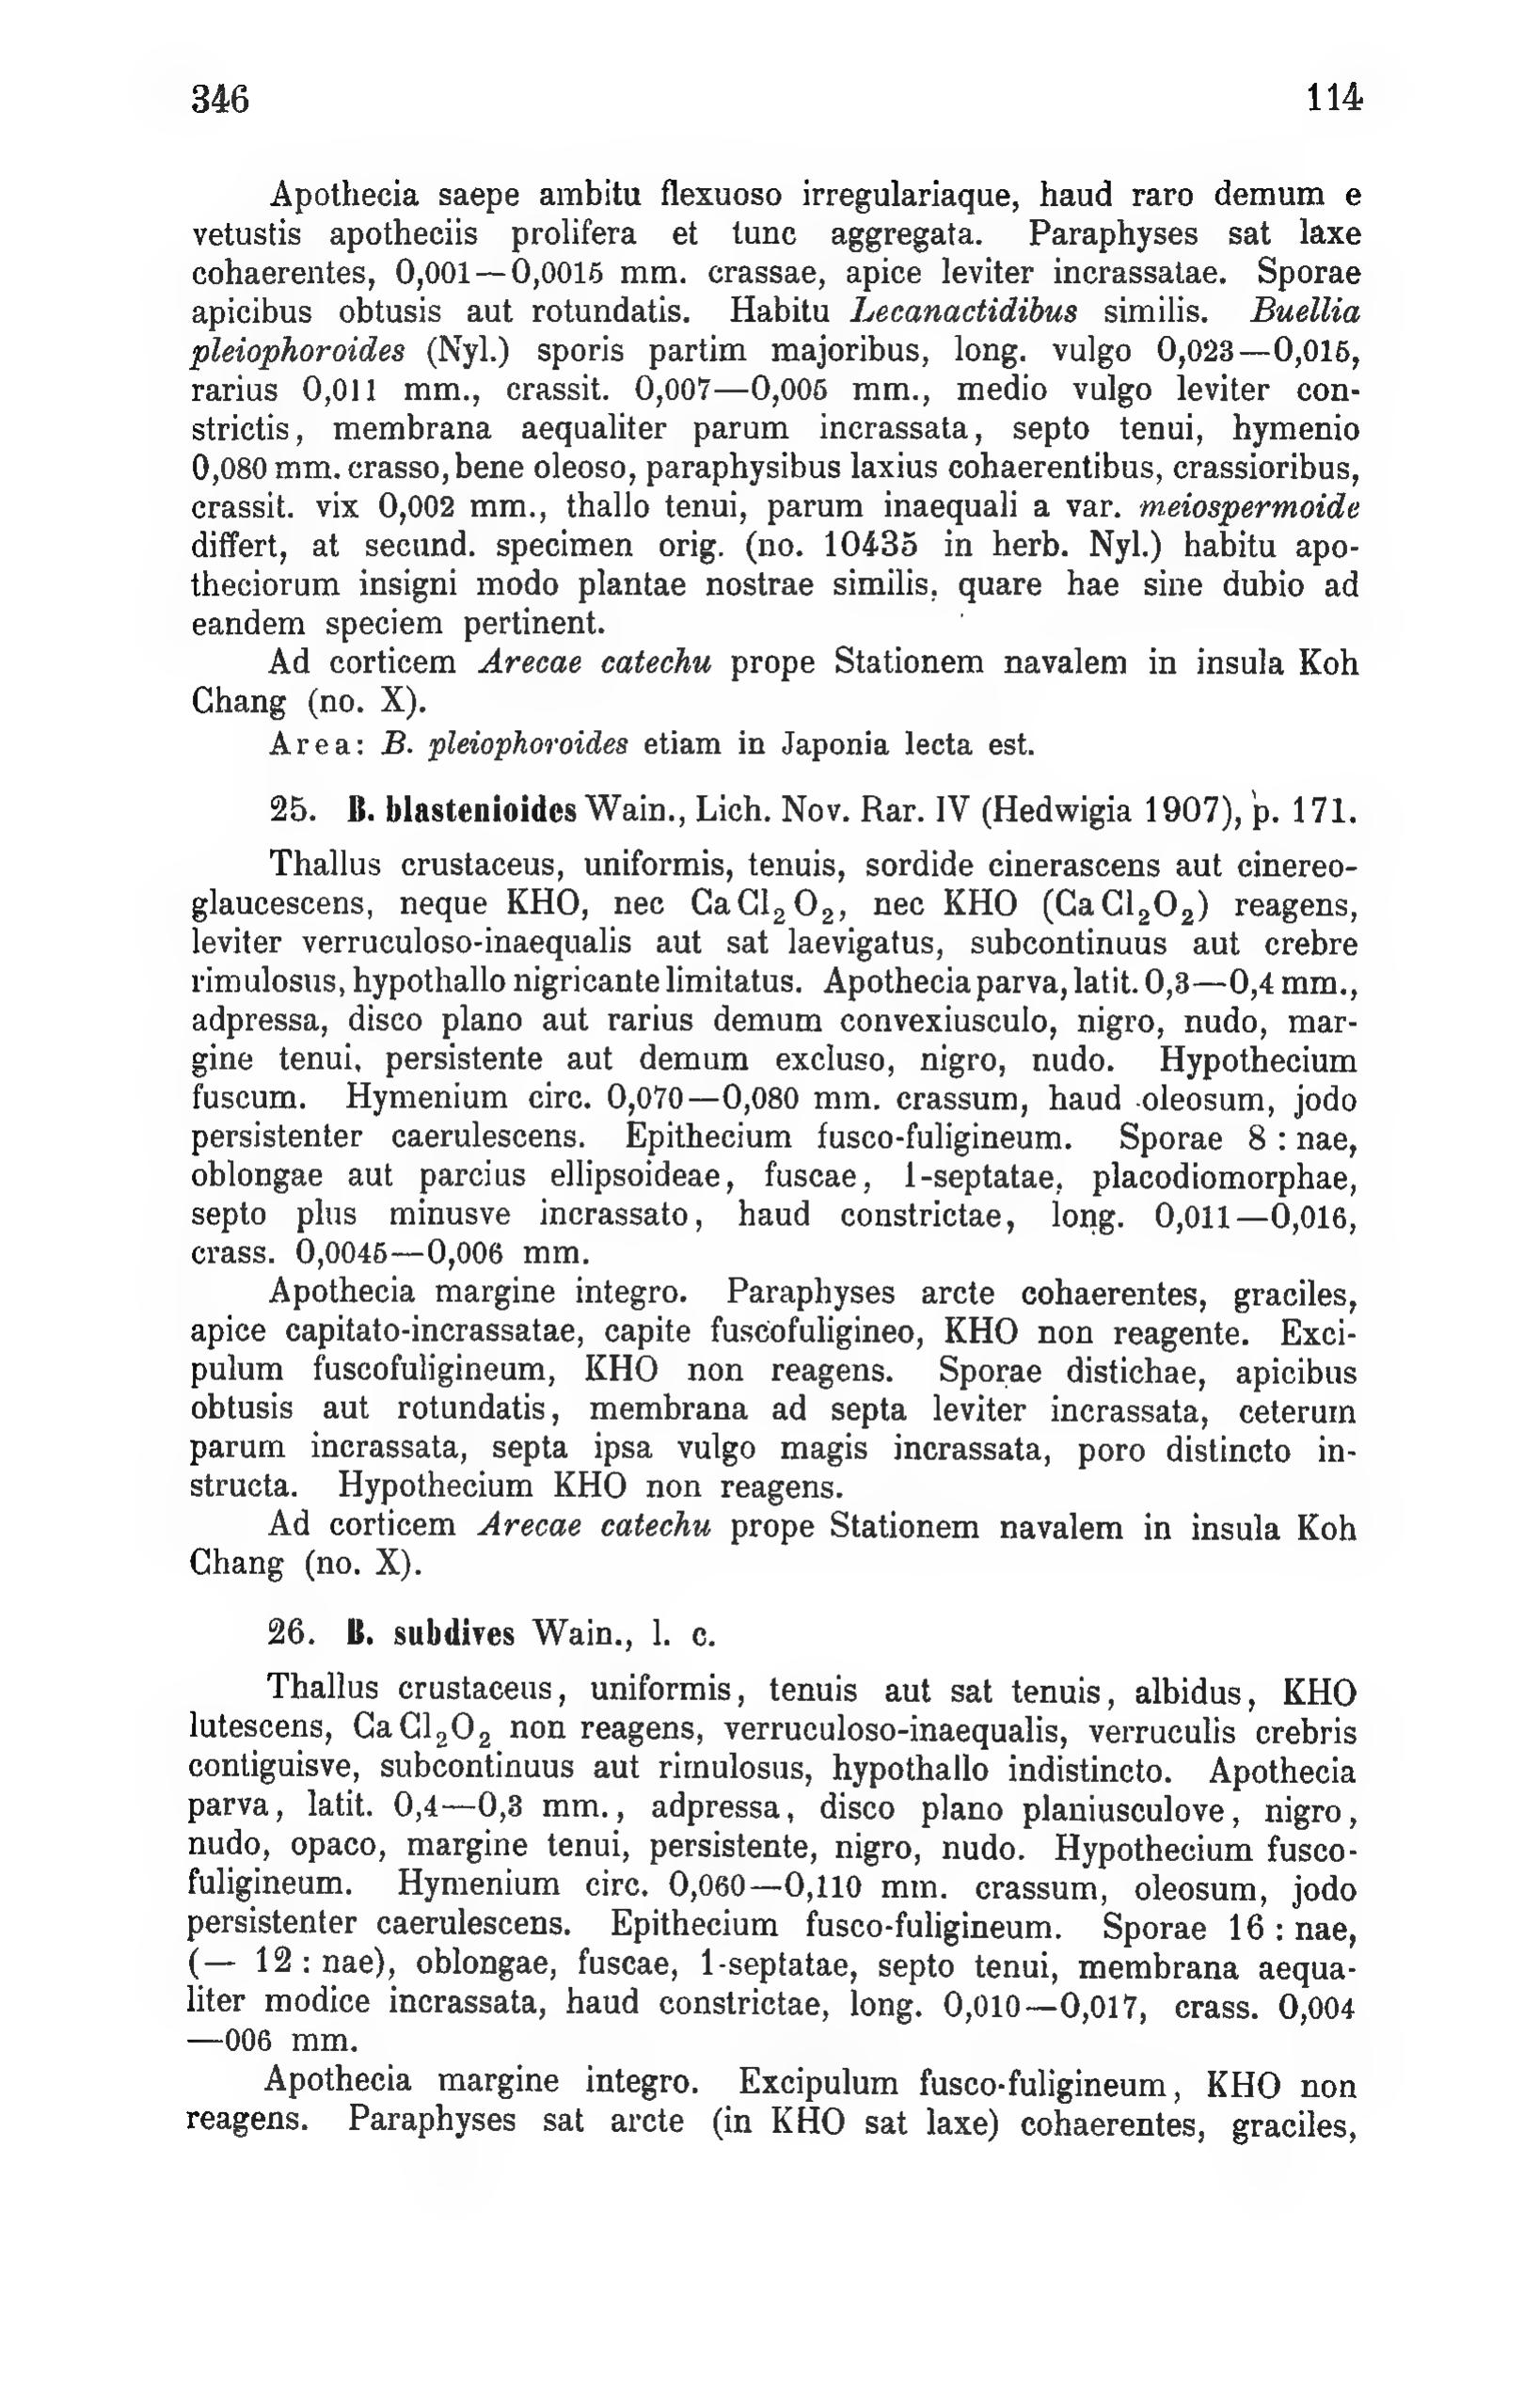 346 114
Apothecia saepe ambitu flexuoso irregulariaque, haud raro demum e
vetustis apotheciis prolifera et tunc aggregata. Paraphyses sat laxe
cohaerentes, 0,001—0,0015 mm. crassae, apice leviter incrassatae. Sporae
apicibus obtusis aut rotundatis. Habitu Lecanactidibus similis. Buellia
pleiophoroides (Nyl.) sporis partim majoribus, long. vulgo 0,023—0,015,
rarius 0,011 mm., crassit. 0,007—0,005 mm., medio vulgo leviter con-
strictis, membrana aequaliter parum incrassata, septo tenui, hymenio
0,080 mm. crasso, bene oleoso, paraphysibus laxius cohaerentibus, crassioribus,
crassit. vix 0,002 mm., thallo tenui, parum inaequali a var. meiospermoide
differt, at secund. specimen orig. (no. 10435 in herb. Nyl.) habitu apo-
theciorum insigni modo plantae nostrae similis, quare hae sine dubio ad
eandem speciem pertinent.
Ad corticem Arecae catechu prope Stationem navalem in insula Koh
Chang (no. X).
Area: B. pleiophoroides etiam in Japonia lecta est.
25. B. blastenioides Wain., Lich. Nov. Rar. IV (Hedwigia 1907), p. 171.
Thallus crustaceus, uniformis, tenuis, sordide cinerascens aut cinereo-
glaucescens, neque KHO, nec CaCl₂O₂, nec KHO (CaCl₂O₂) reagens,
leviter verruculoso-inaequalis aut sat laevigatus, subcontinuus aut crebre
rimulosus, hypothallo nigricante limitatus. Apothecia parva, latit. 0,3—0,4 mm.,
adpressa, disco plano aut rarius demum convexiusculo, nigro, nudo, mar-
gine tenui, persistente aut demum excluso, nigro, nudo. Hypothecium
fuscum. Hymenium circ. 0,070—0,080 mm. crassum, haud oleosum, jodo
persistenter caerulescens. Epithecium fusco-fuligineum. Sporae 8 : nae,
oblongae aut parcius ellipsoideae, fuscae, 1-septatae, placodiomorphae,
septo plus minusve incrassato, haud constrictae, long. 0,011—0,016,
crass. 0,0045—0,006 mm.
Apothecia margine integro. Paraphyses arcte cohaerentes, graciles,
apice capitato-incrassatae, capite fuscofuligineo, KHO non reagente. Exci-
pulum fuscofuligineum, KHO non reagens. Sporae distichae, apicibus
obtusis aut rotundatis, membrana ad septa leviter incrassata, ceterum
parum incrassata, septa ipsa vulgo magis incrassata, poro distincto in-
structa. Hypothecium KHO non reagens.
Ad corticem Arecae catechu prope Stationem navalem in insula Koh
Chang (no. X).
26. B. subdives Wain., l. c.
Thallus crustaceus, uniformis, tenuis aut sat tenuis, albidus, KHO
lutescens, CaCl₂O₂ non reagens, verruculoso-inaequalis, verruculis crebris
contiguisve, subcontinuus aut rimulosus, hypothallo indistincto. Apothecia
parva, latit. 0,4—0,3 mm., adpressa, disco plano planiusculove, nigro,
nudo, opaco, margine tenui, persistente, nigro, nudo. Hypothecium fusco-
fuligineum. Hymenium circ. 0,060—0,110 mm. crassum, oleosum, jodo
persistenter caerulescens. Epithecium fusco-fuligineum. Sporae 16 : nae,
(— 12 : nae), oblongae, fuscae, 1-septatae, septo tenui, membrana aequa-
liter modice incrassata, haud constrictae, long. 0,010—0,017, crass. 0,004
—006 mm.
Apothecia margine integro. Excipulum fusco-fuligineum, KHO non
reagens. Paraphyses sat arcte (in KHO sat laxe) cohaerentes, graciles,